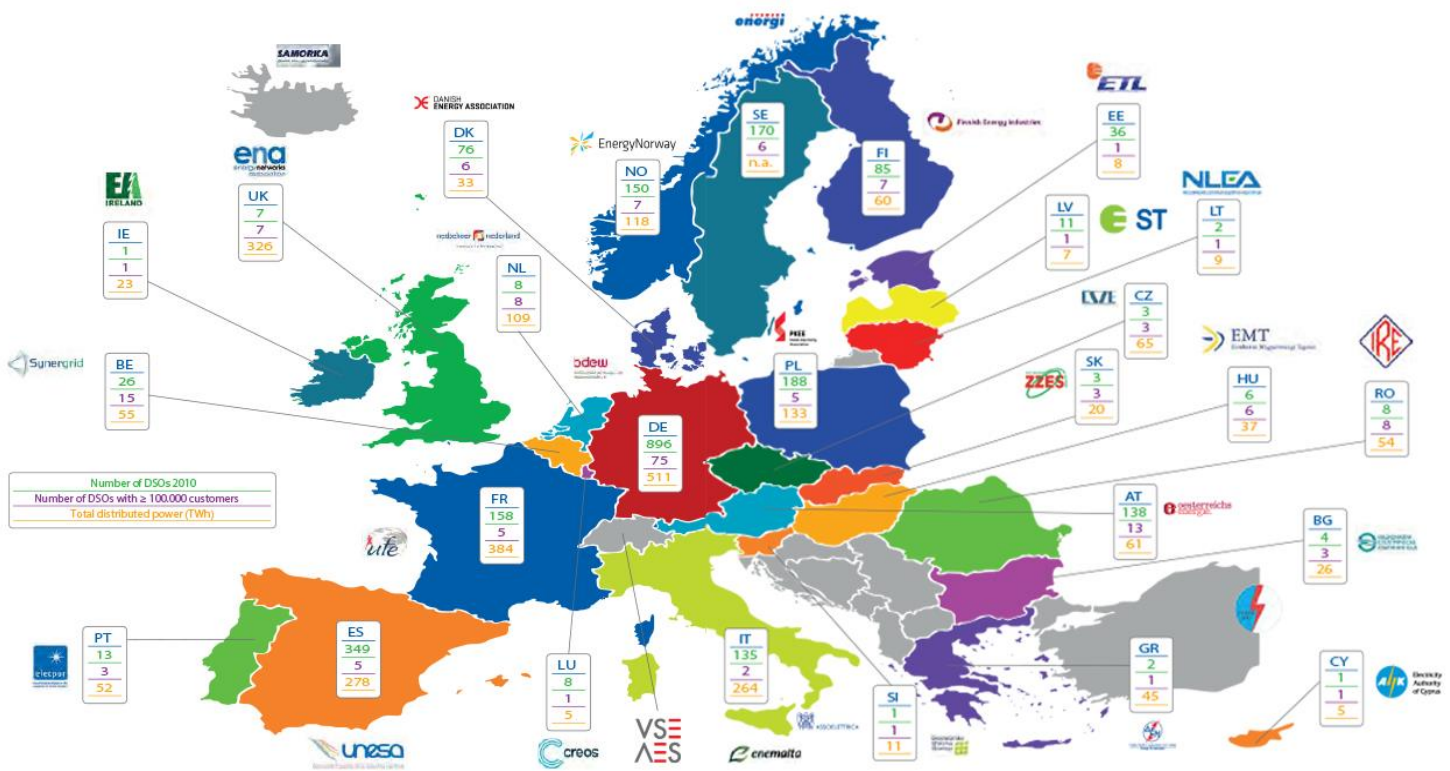 energi
SAMORKA
DANISH
ENERGY ASSOCIATION
ETL
DK
76
6
33
SE
170
6
n.a.
EE
36
1
8
Finnish Energy Industries
EnergyNorway
ena
energy networks
association
FI
85
7
60
NO
150
7
118
NLEA
EA
IRELAND
UK
7
7
326
LV
11
1
7
EST
LT
2
1
9
IE
1
1
23
netbeheer nederland
NL
8
8
109
CZ
3
3
65
EMT
IRE
PKEE
Synergrid
BE
26
15
55
PL
188
5
133
SK
3
3
20
ZZES
HU
6
6
37
RO
8
8
54
DE
896
75
511
Number of DSOs 2010
Number of DSOs with ≥ 100.000 customers
Total distributed power (TWh)
FR
158
5
384
AT
138
13
61
oesterreichs
energie.
BG
4
3
26
ufe
PT
13
3
52
ES
349
5
278
elecpor
LU
8
1
5
IT
135
2
264
GR
2
1
45
CY
1
1
5
Electricity
Authority
of Cyprus
SI
1
1
11
VSE
AES
unesa
creos
enemalta
ASSOELETTRICA